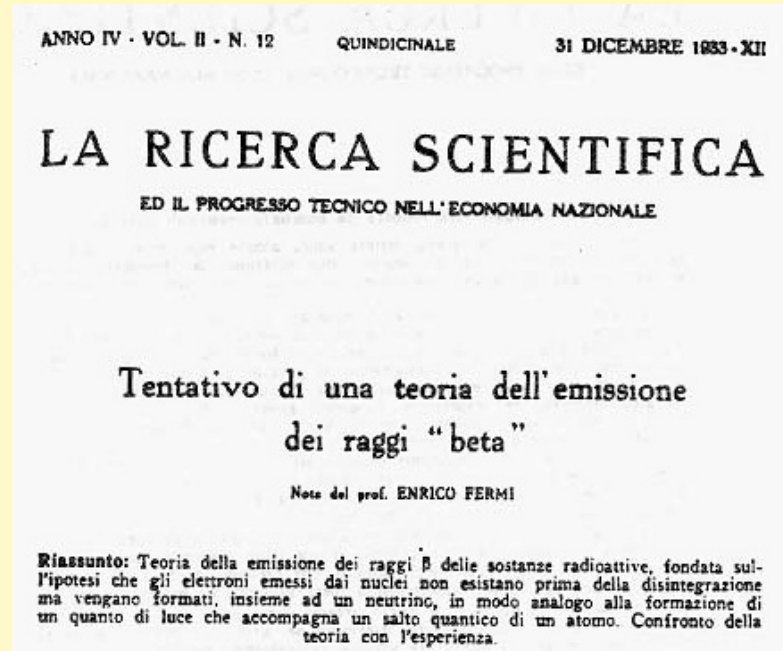 ANNO IV - VOL. II - N. 12 QUINDICINALE 31 DICEMBRE 1933-XII
LA RICERCA SCIENTIFICA
ED IL PROGRESSO TECNICO NELL'ECONOMIA NAZIONALE
Tentativo di una teoria dell'emissione
dei raggi "beta"
Note del prof. ENRICO FERMI
Riassunto: Teoria della emissione dei raggi β delle sostanze radioattive, fondata sul-
l'ipotesi che gli elettroni emessi dai nuclei non esistano prima della disintegrazione
ma vengano formati, insieme ad un neutrino, in modo analogo alla formazione di
un quanto di luce che accompagna un salto quantico di un atomo. Confronto della
teoria con l'esperienza.